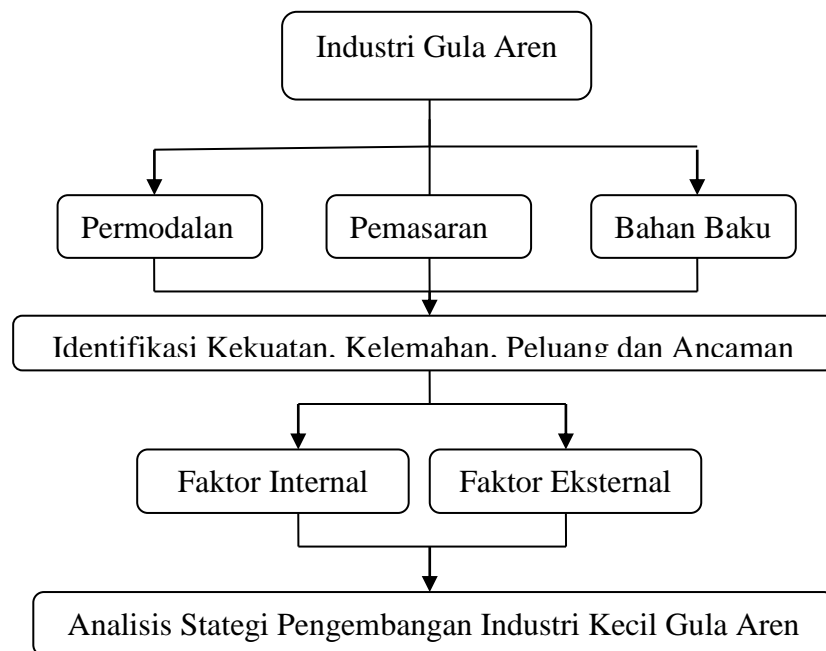 Industri Gula Aren
Permodalan
Pemasaran
Bahan Baku
Identifikasi Kekuatan, Kelemahan, Peluang dan Ancaman
Faktor Internal
Faktor Eksternal
Analisis Stategi Pengembangan Industri Kecil Gula Aren